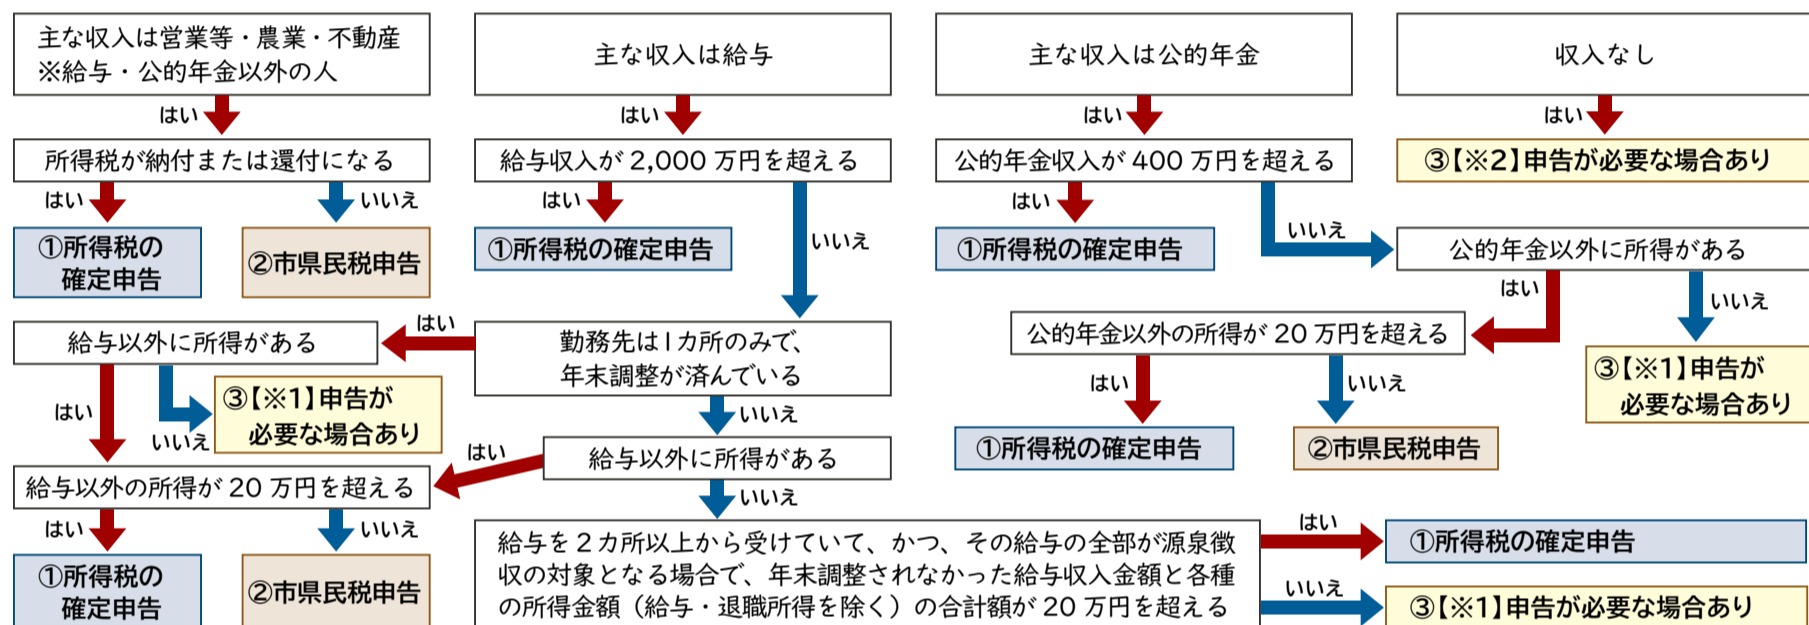 主な収入は営業等・農業・不動産
※給与・公的年金以外の人
主な収入は給与
主な収入は公的年金
収入なし
はい
はい
はい
はい
所得税が納付または還付になる
給与収入が 2,000 万円を超える
公的年金収入が 400 万円を超える
③【※2】申告が必要な場合あり
はい
いいえ
はい
いいえ
はい
いいえ
①所得税の
確定申告
②市県民税申告
①所得税の確定申告
①所得税の確定申告
公的年金以外に所得がある
はい
いいえ
給与以外に所得がある
はい
勤務先は1カ所のみで、
年末調整が済んでいる
公的年金以外の所得が 20 万円を超える
③【※1】申告が
必要な場合あり
はい
いいえ
③【※1】申告が
必要な場合あり
いいえ
はい
いいえ
①所得税の確定申告
②市県民税申告
給与以外に所得がある
はい
いいえ
給与以外の所得が 20 万円を超える
はい
いいえ
①所得税の
確定申告
②市県民税申告
給与を2カ所以上から受けていて、かつ、その給与の全部が源泉徴
収の対象となる場合で、年末調整されなかった給与収入金額と各種
の所得金額（給与・退職所得を除く）の合計額が 20 万円を超える
はい
①所得税の確定申告
いいえ
③【※1】申告が必要な場合あり